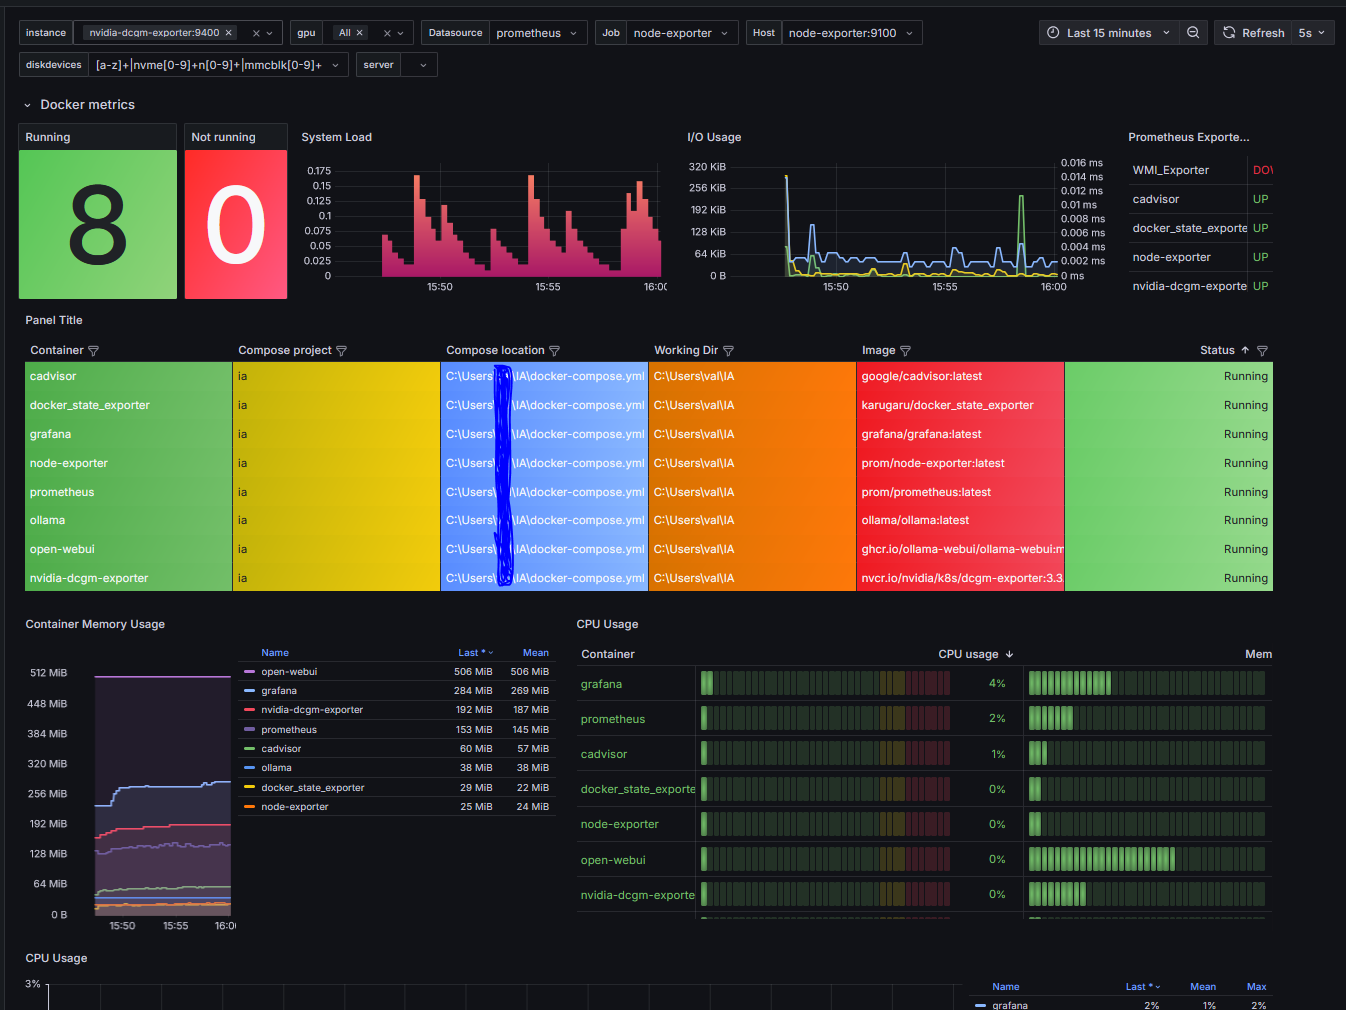 instance nvidia-dcgm-exporter:9400 gpu All Datasource prometheus Job node-exporter Host node-exporter:9100 Last 15 minutes Refresh 5s
diskdevices [a-z]+|nvme[0-9]+n[0-9]+|mmcblk[0-9]+ server
Docker metrics
Running Not running System Load I/O Usage Prometheus Exporte...
8 0
0.175
0.15
0.125
0.1
0.075
0.05
0.025
0
15:50 15:55 16:00
320 KiB
256 KiB
192 KiB
128 KiB
64 KiB
0 B
0.016 ms
0.014 ms
0.012 ms
0.01 ms
0.008 ms
0.006 ms
0.004 ms
0.002 ms
0 ms
15:50 15:55 16:00
WMI_Exporter
cadvisor UP
docker_state_exporte UP
node-exporter UP
nvidia-dcgm-exporte UP
Panel Title
Container Compose project Compose location Working Dir Image Status
cadvisor ia C:\Users \IA\docker-compose.yml C:\Users\val\IA google/cadvisor:latest Running
docker_state_exporter ia C:\Users \IA\docker-compose.yml C:\Users\val\IA karugaru/docker_state_exporter Running
grafana ia C:\Users \IA\docker-compose.yml C:\Users\val\IA grafana/grafana:latest Running
node-exporter ia C:\Users \IA\docker-compose.yml C:\Users\val\IA prom/node-exporter:latest Running
prometheus ia C:\Users \IA\docker-compose.yml C:\Users\val\IA prom/prometheus:latest Running
ollama ia C:\Users \IA\docker-compose.yml C:\Users\val\IA ollama/ollama:latest Running
open-webui ia C:\Users \IA\docker-compose.yml C:\Users\val\IA ghcr.io/ollama-webui/ollama-webui:m Running
nvidia-dcgm-exporter ia C:\Users \IA\docker-compose.yml C:\Users\val\IA nvcr.io/nvidia/k8s/dcgm-exporter:3.3. Running
Container Memory Usage
512 MiB
448 MiB
384 MiB
320 MiB
256 MiB
192 MiB
128 MiB
64 MiB
0 B
15:50 15:55 16:00
Name Last * Mean
open-webui 506 MiB 506 MiB
grafana 284 MiB 269 MiB
nvidia-dcgm-exporter 192 MiB 187 MiB
prometheus 153 MiB 145 MiB
cadvisor 60 MiB 57 MiB
ollama 38 MiB 38 MiB
docker_state_exporter 29 MiB 22 MiB
node-exporter 25 MiB 24 MiB
CPU Usage
Container CPU usage Mem
grafana 4%
prometheus 2%
cadvisor 1%
docker_state_exporte 0%
node-exporter 0%
open-webui 0%
nvidia-dcgm-exporte 0%
CPU Usage
3%
Name Last * Mean Max
grafana 2% 1% 2%